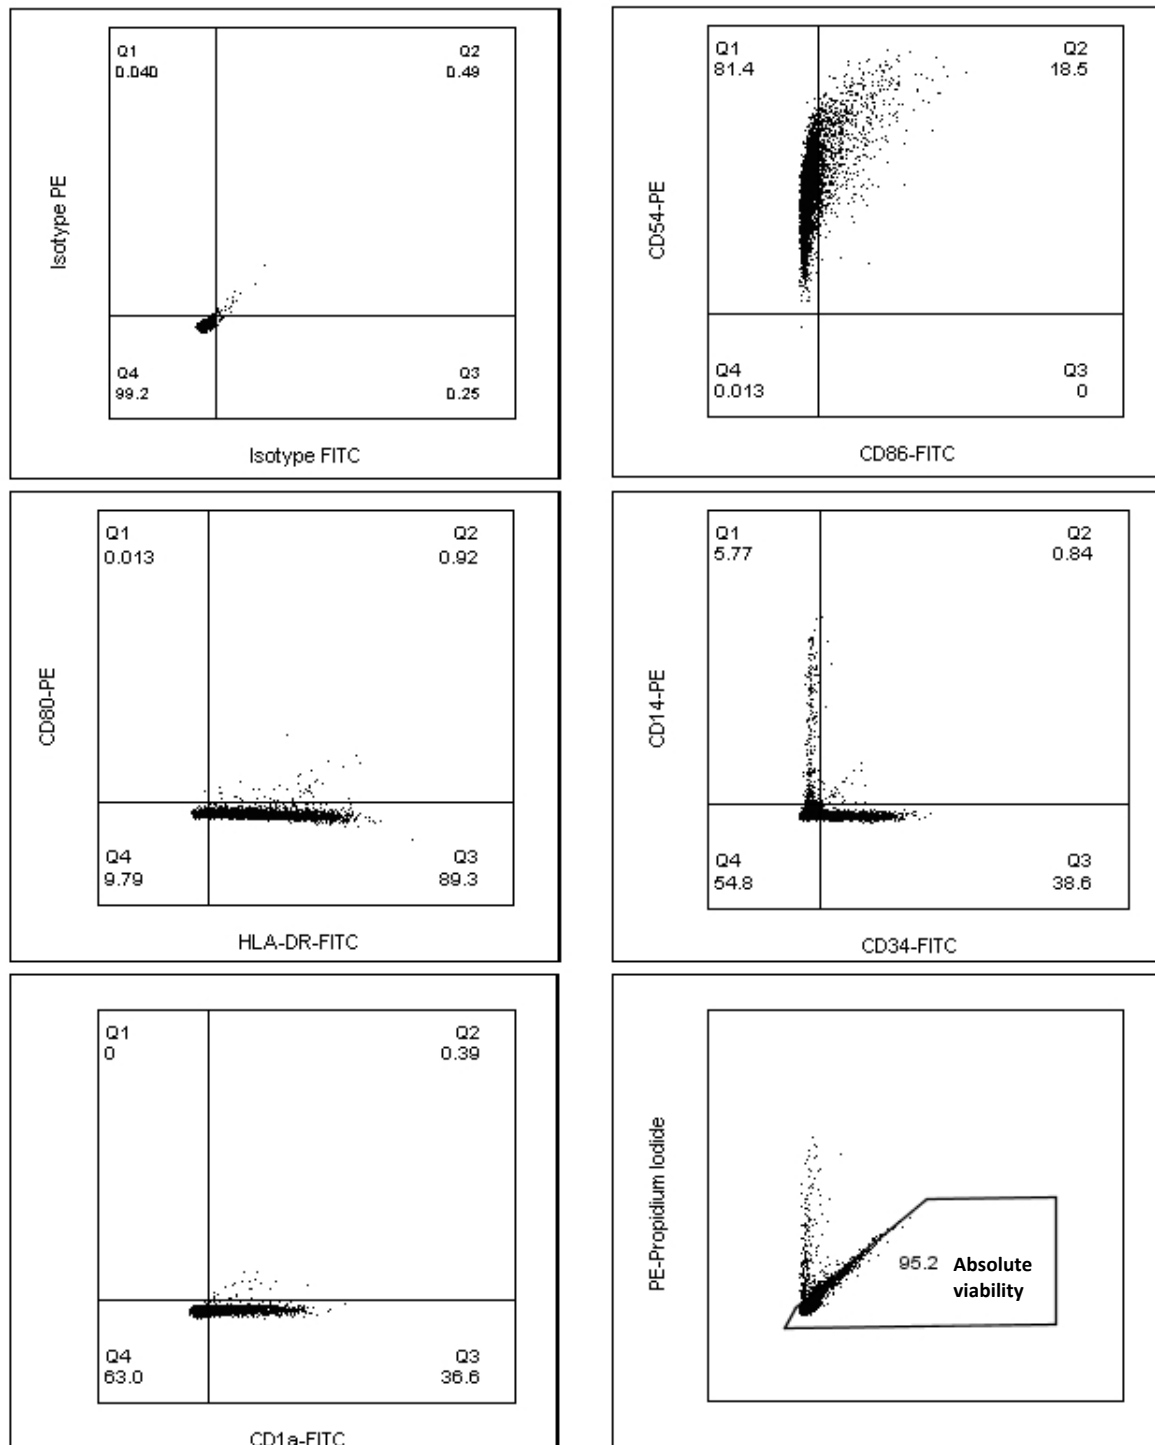 Q1
0.040
Q2
0.49
Isotype PE
Q4
99.2
Q3
0.25
Isotype FITC
Q1
81.4
Q2
18.5
CD54-PE
Q4
0.013
Q3
0
CD86-FITC
Q1
0.013
Q2
0.92
CD80-PE
Q4
9.79
Q3
89.3
HLA-DR-FITC
Q1
5.77
Q2
0.84
CD14-PE
Q4
54.8
Q3
38.6
CD34-FITC
Q1
0
Q2
0.39
Q4
63.0
Q3
36.6
CD1a-FITC
PE-Propidium Iodide
95.2 Absolute
viability